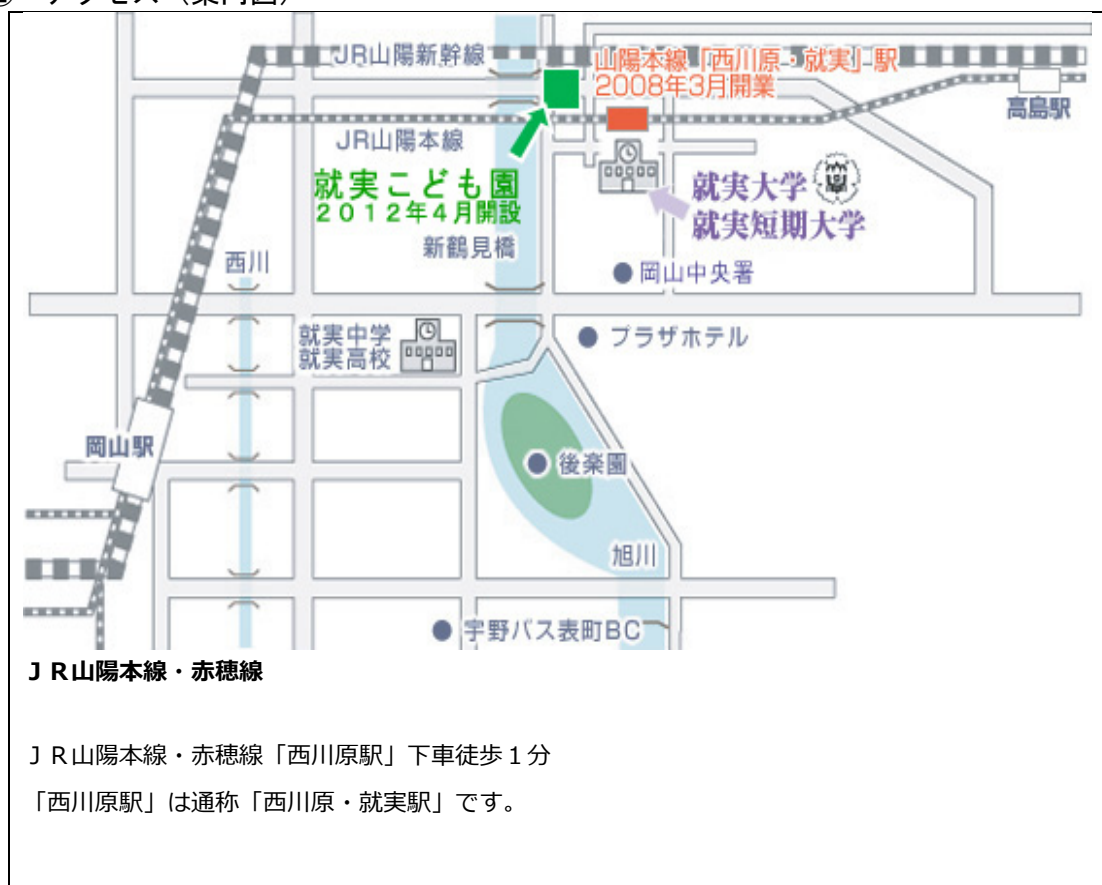 アクセス（案内図）
JR山陽新幹線
山陽本線「西川原・就実」駅
2008年3月開業
高島駅
JR山陽本線
就実こども園
２０１２年４月開設
就実大学
就実短期大学
新鶴見橋
西川
岡山中央署
就実中学
就実高校
プラザホテル
岡山駅
後楽園
旭川
宇野バス表町BC
ＪＲ山陽本線・赤穂線
ＪＲ山陽本線・赤穂線「西川原駅」下車徒歩１分
「西川原駅」は通称「西川原・就実駅」です。